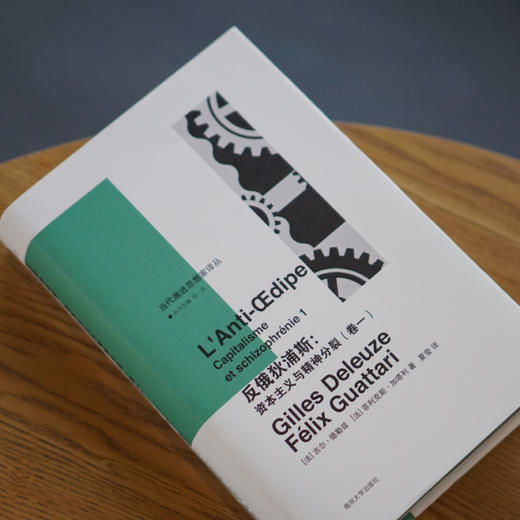 当代激进思想家译丛
L'Anti-Œdipe
Capitalisme
et schizophrénie 1
反俄狄浦斯：
资本主义与精神分裂（卷一）
Gilles Deleuze
Félix Guattari
[法] 吉尔·德勒兹 [法] 菲利克斯·加塔利 著 董莹 译
南京大学出版社